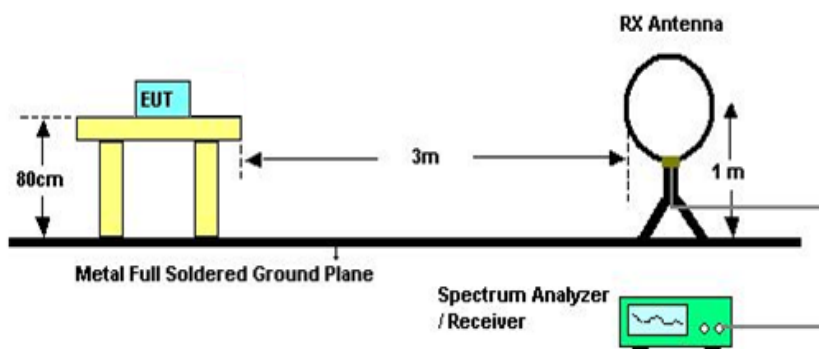 RX Antenna
EUT
3m
80cm
1 m
Metal Full Soldered Ground Plane
Spectrum Analyzer
/ Receiver